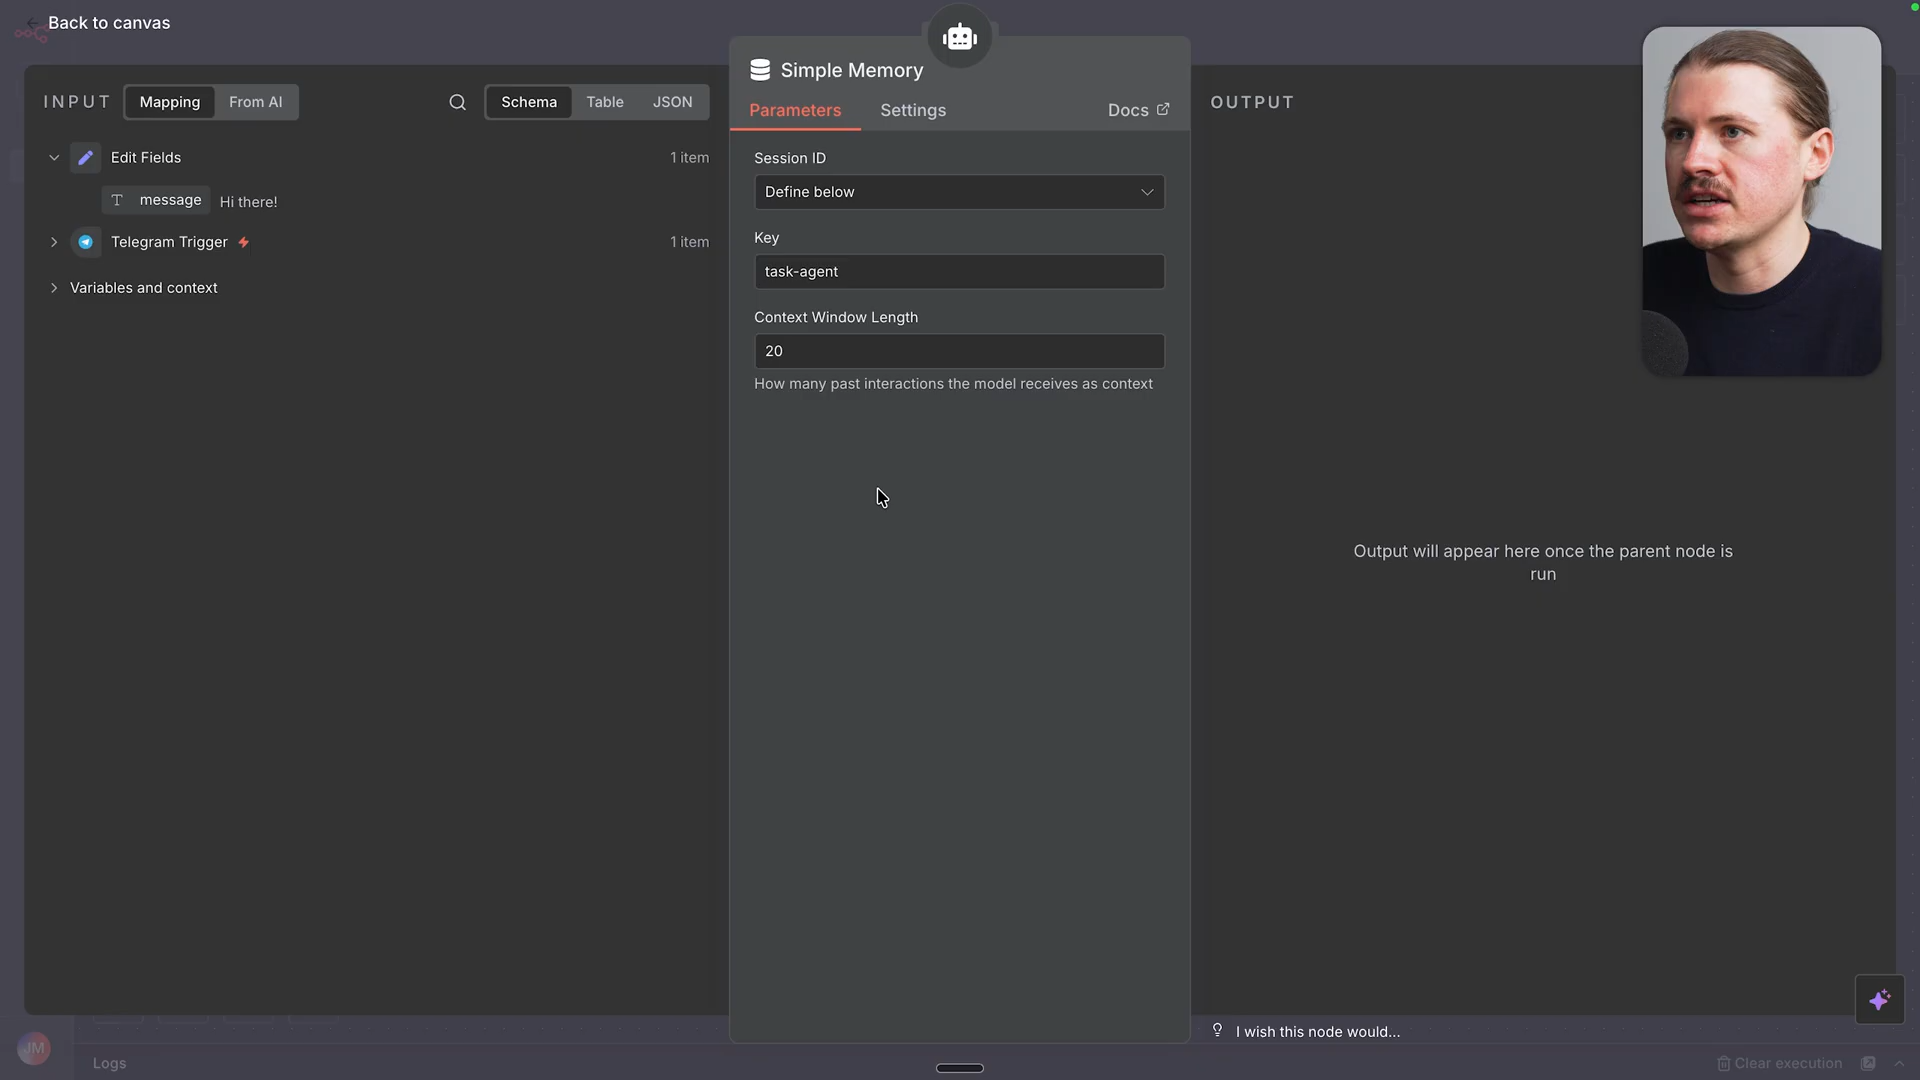 Back to canvas
INPUT
Mapping
From AI
Schema
Table
JSON
Edit Fields
1 item
T message
Hi there!
Telegram Trigger
1 item
Variables and context
Simple Memory
Parameters
Settings
Docs
Session ID
Define below
Key
task-agent
Context Window Length
20
How many past interactions the model receives as context
OUTPUT
Output will appear here once the parent node is
run
I wish this node would...
JM
Logs
Clear execution